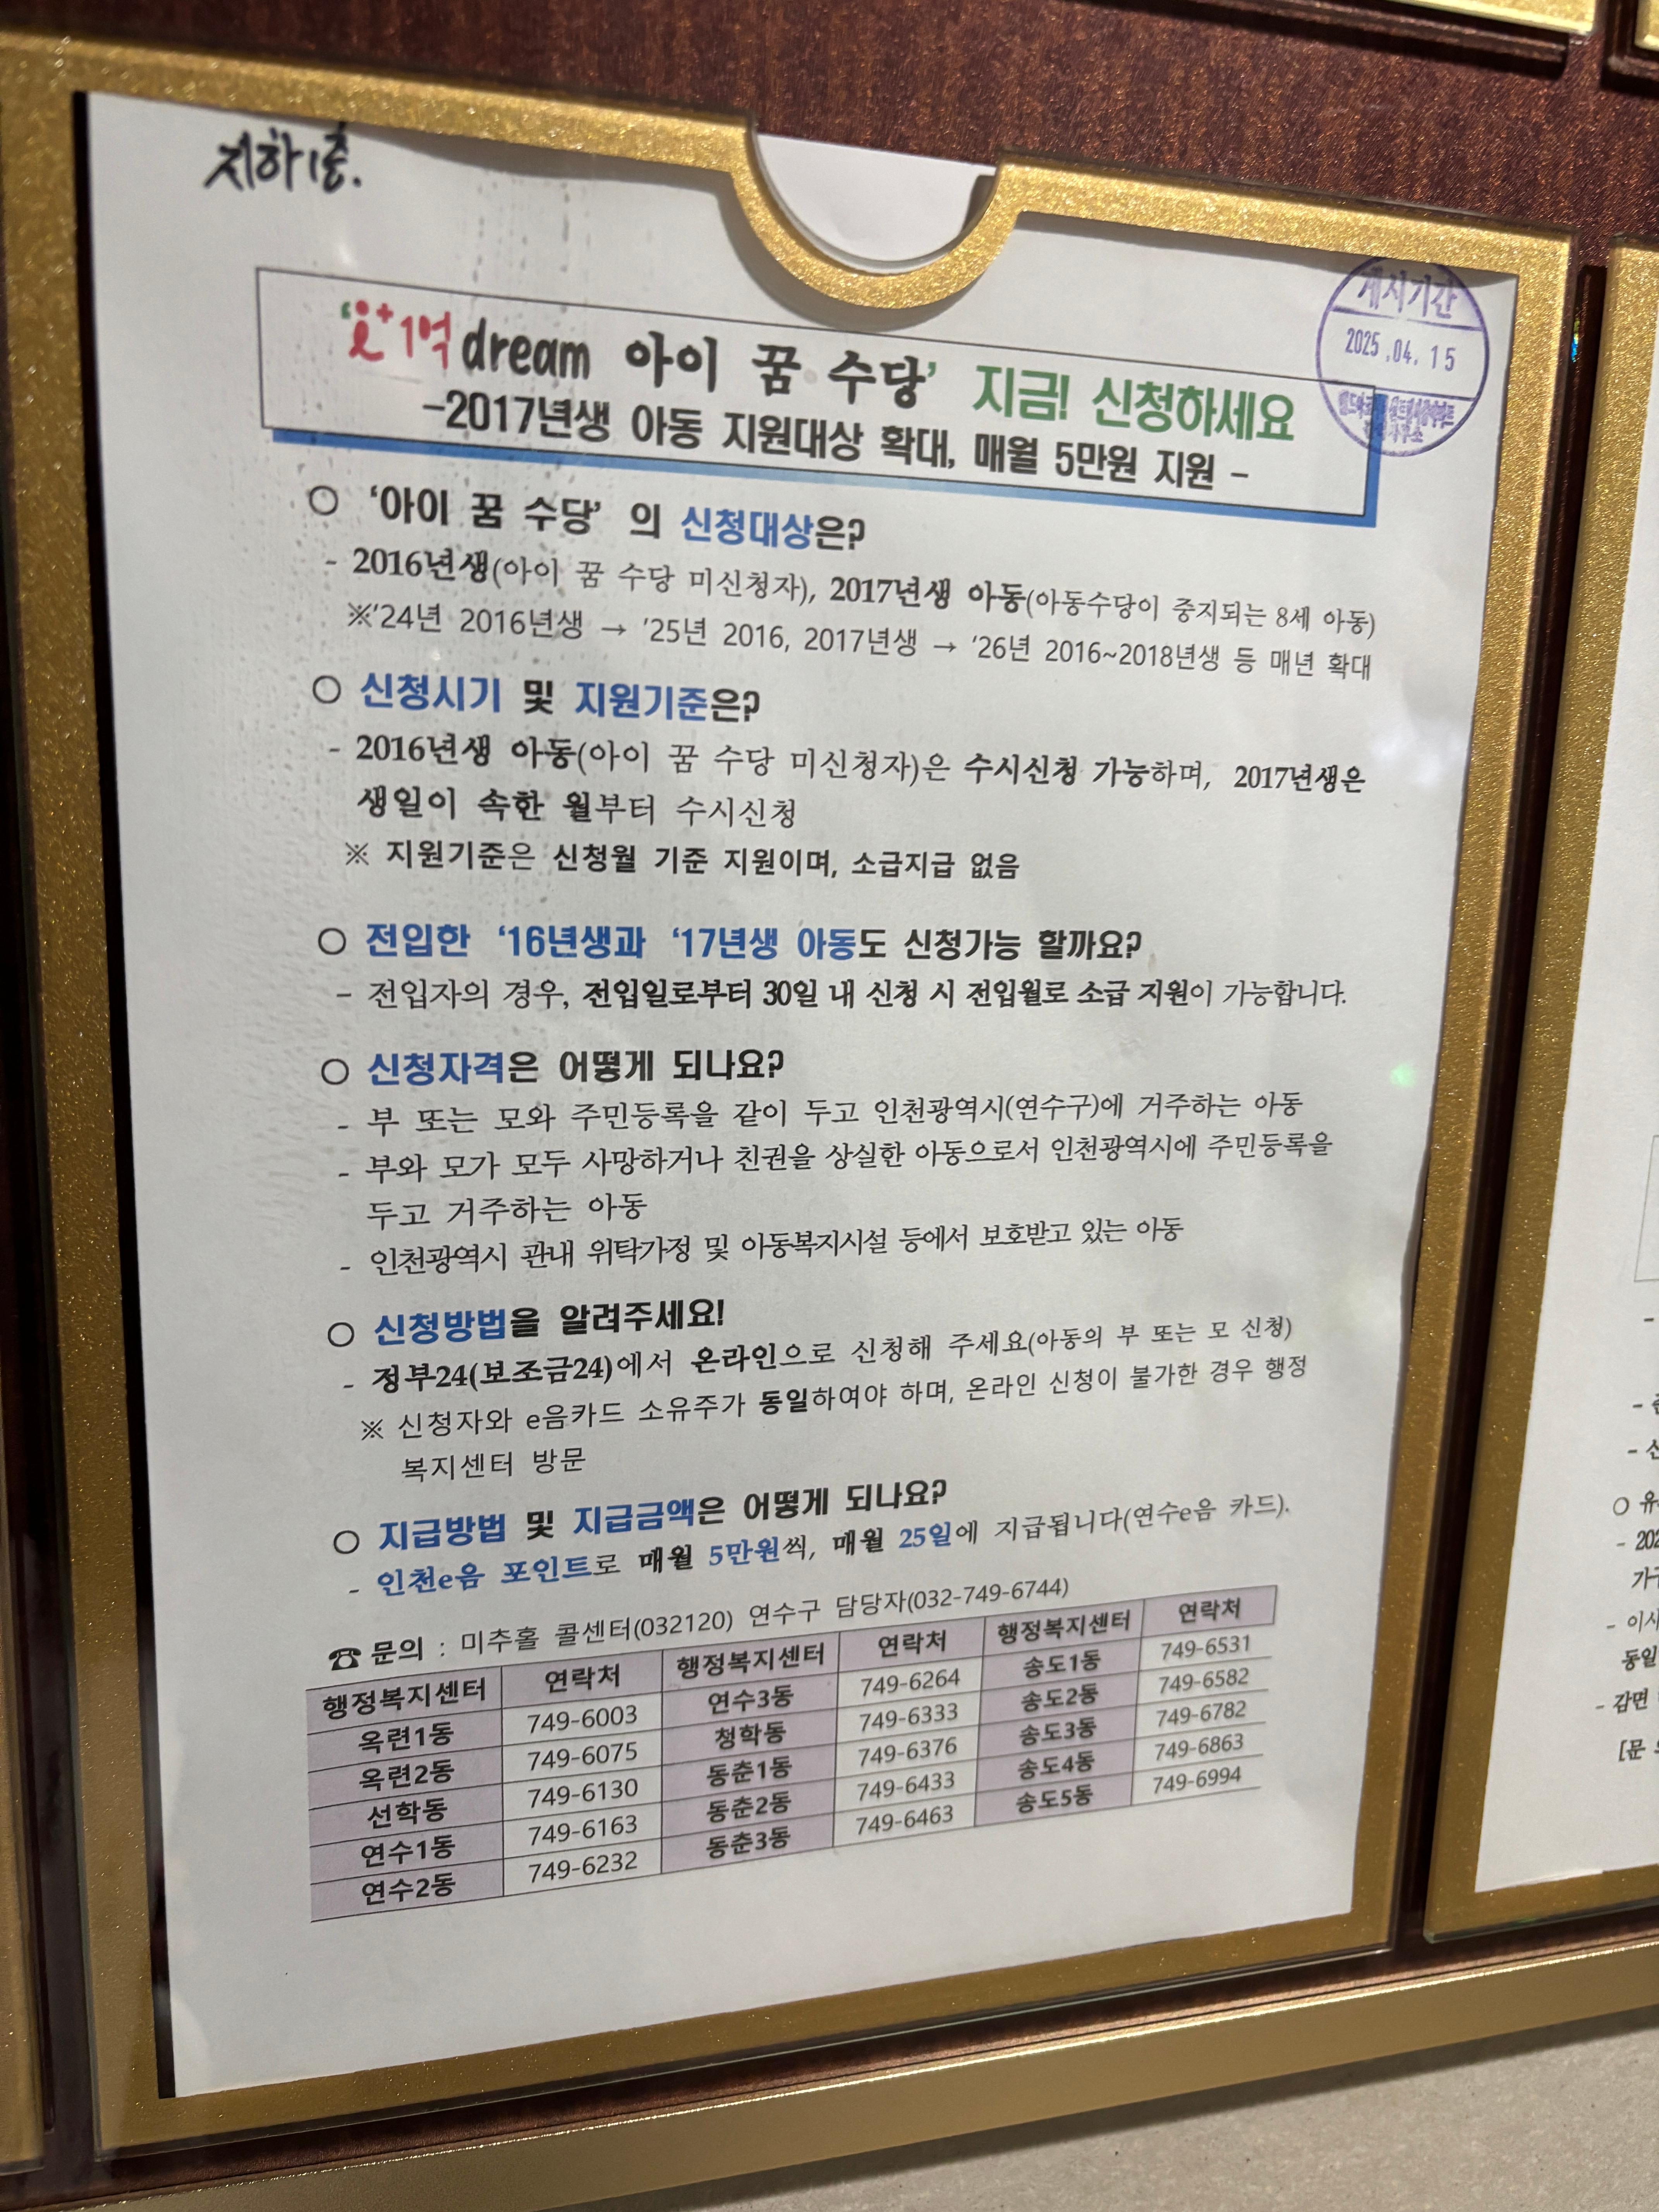 지하1층.
게시기간
2025.04.15
'i+1억dream 아이 꿈 수당' 지금! 신청하세요
-2017년생 아동 지원대상 확대, 매월 5만원 지원 -
○ '아이 꿈 수당' 의 신청대상은?
- 2016년생(아이 꿈 수당 미신청자), 2017년생 아동(아동수당이 중지되는 8세 아동)
※'24년 2016년생 → '25년 2016, 2017년생 → '26년 2016~2018년생 등 매년 확대
○ 신청시기 및 지원기준은?
- 2016년생 아동(아이 꿈 수당 미신청자)은 수시신청 가능하며, 2017년생은
생일이 속한 월부터 수시신청
※ 지원기준은 신청월 기준 지원이며, 소급지급 없음
○ 전입한 '16년생과 '17년생 아동도 신청가능 할까요?
- 전입자의 경우, 전입일로부터 30일 내 신청 시 전입월로 소급 지원이 가능합니다.
○ 신청자격은 어떻게 되나요?
- 부 또는 모와 주민등록을 같이 두고 인천광역시(연수구)에 거주하는 아동
- 부와 모가 모두 사망하거나 친권을 상실한 아동으로서 인천광역시에 주민등록을
두고 거주하는 아동
- 인천광역시 관내 위탁가정 및 아동복지시설 등에서 보호받고 있는 아동
○ 신청방법을 알려주세요!
- 정부24(보조금24)에서 온라인으로 신청해 주세요(아동의 부 또는 모 신청)
※ 신청자와 e음카드 소유주가 동일하여야 하며, 온라인 신청이 불가한 경우 행정
복지센터 방문
○ 지급방법 및 지급금액은 어떻게 되나요?
- 인천e음 포인트로 매월 5만원씩, 매월 25일에 지급됩니다(연수e음 카드).
☎ 문의 : 미추홀 콜센터(032120) 연수구 담당자(032-749-6744)
행정복지센터 연락처 행정복지센터 연락처 행정복지센터 연락처
옥련1동 749-6003 연수3동 749-6264 송도1동 749-6531
옥련2동 749-6075 청학동 749-6333 송도2동 749-6582
선학동 749-6130 동춘1동 749-6376 송도3동 749-6782
연수1동 749-6163 동춘2동 749-6433 송도4동 749-6863
연수2동 749-6232 동춘3동 749-6463 송도5동 749-6994
○ 유
- 202
- 이사
동일
- 감면
[문